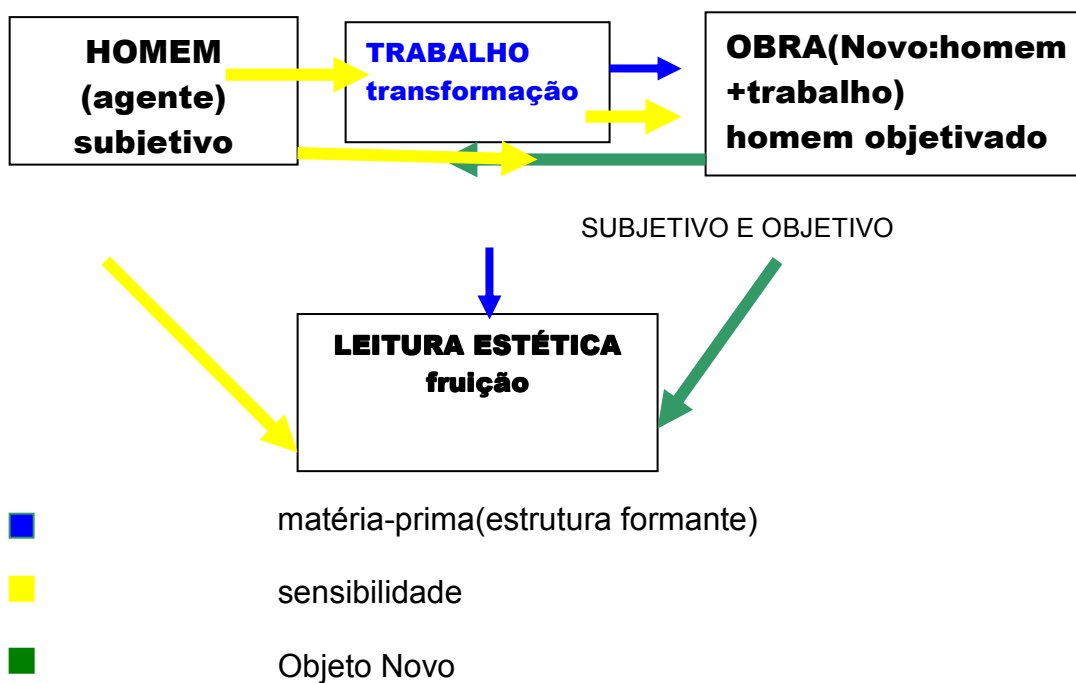 HOMEM
(agente)
subjetivo
TRABALHO
transformação
OBRA(Novo:homem
+trabalho)
homem objetivado
SUBJETIVO E OBJETIVO
LEITURA ESTÉTICA
fruição
matéria-prima(estrutura formante)
sensibilidade
Objeto Novo